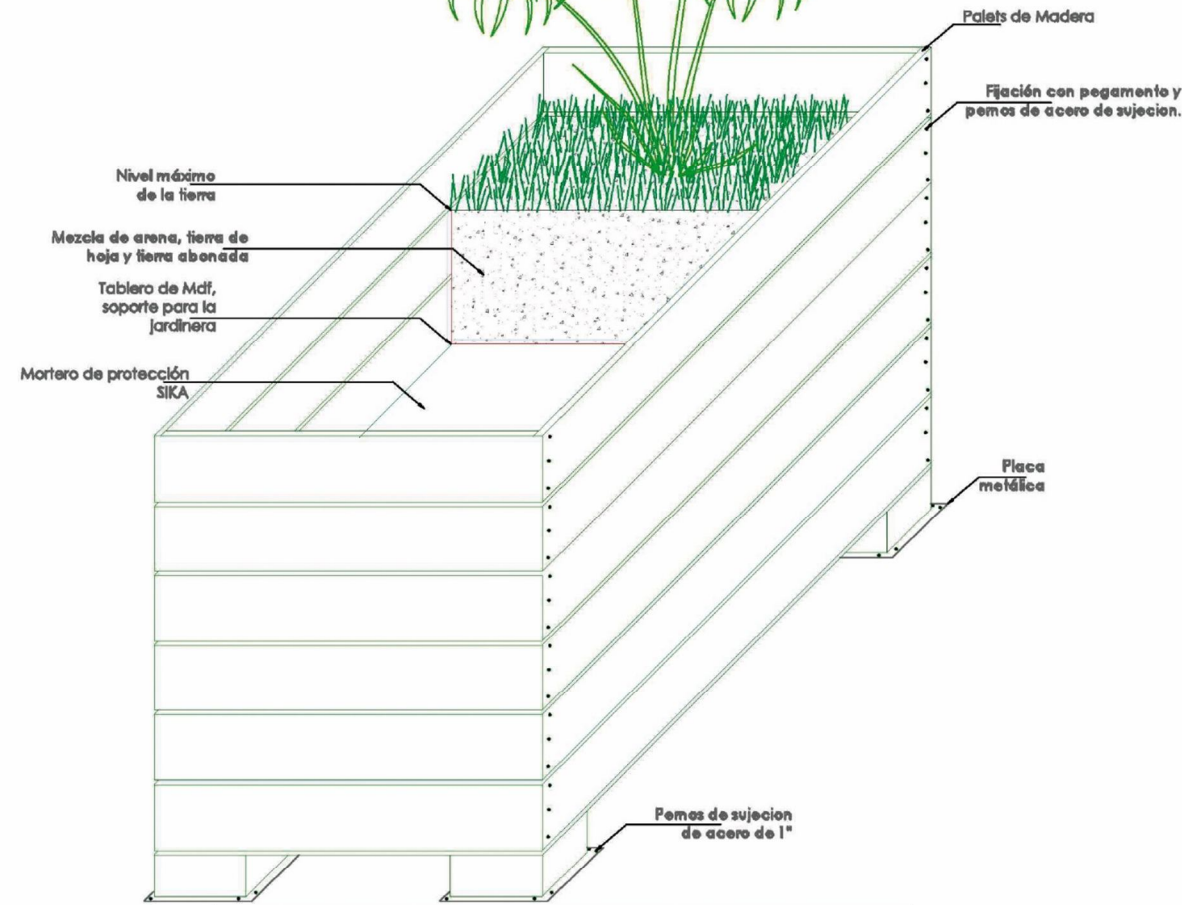 Palets de Madera
Fijación con pegamento y
pernos de acero de sujecion.
Nivel máximo
de la tierra
Mezcla de arena, tierra de
hoja y tierra abonada
Tablero de Mdf,
soporte para la
jardinera
Mortero de protección
SIKA
Placa
metálica
Pernos de sujecion
de acero de 1"